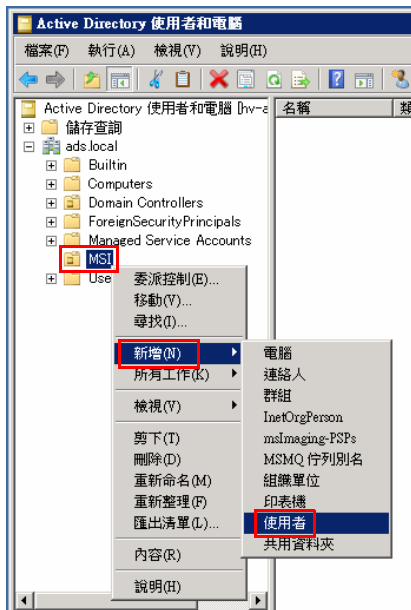 Active Directory 使用者和電腦
檔案(F) 執行(A) 檢視(V) 說明(H)
Active Directory 使用者和電腦 [hv-a
名稱
類
儲存查詢
ads.local
Builtin
Computers
Domain Controllers
ForeignSecurityPrincipals
Managed Service Accounts
MSI
Use
委派控制(E)...
移動(V)...
尋找(I)...
新增(N)
所有工作(K)
檢視(V)
剪下(T)
刪除(D)
重新命名(M)
重新整理(F)
匯出清單(L)...
內容(R)
說明(H)
電腦
連絡人
群組
InetOrgPerson
msImaging-PSPs
MSMQ 佇列別名
組織單位
印表機
使用者
共用資料夾